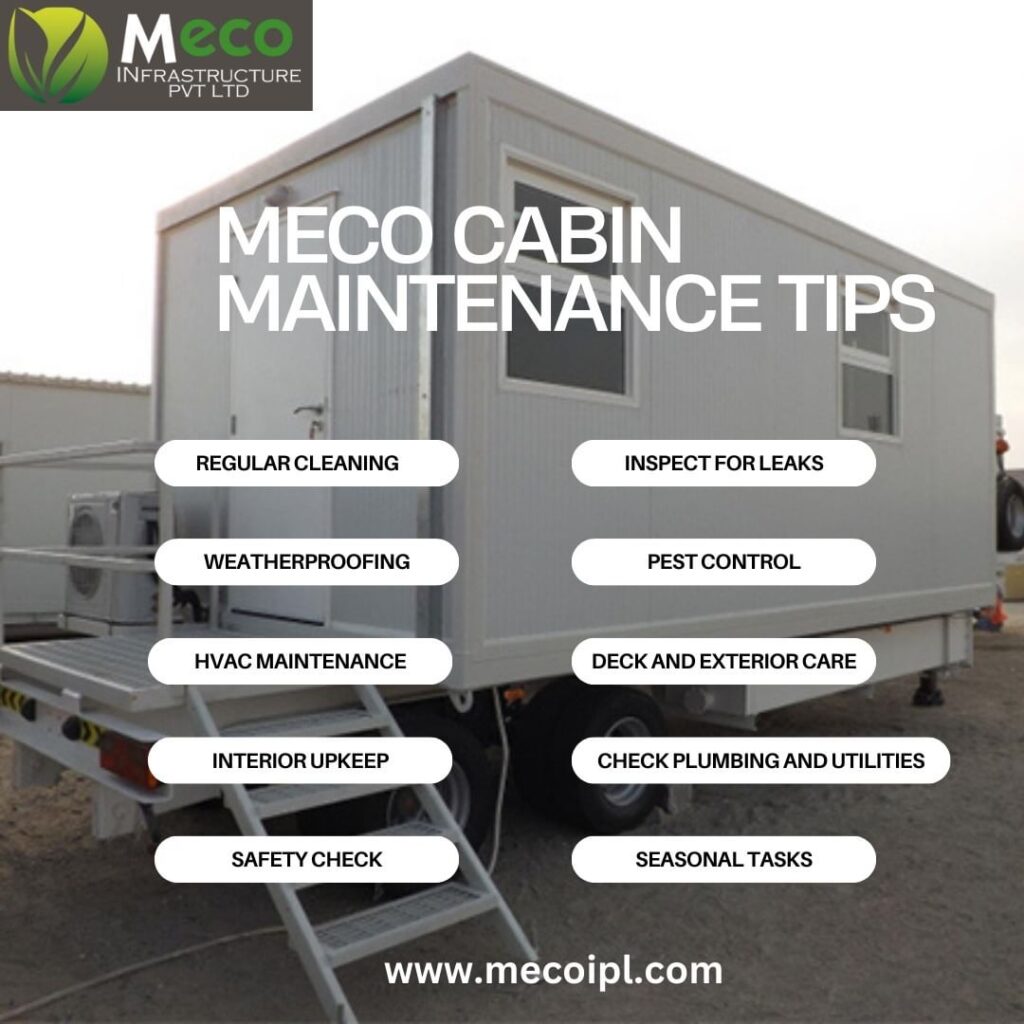 Meco
INFRASTRUCTURE
PVT LTD
MECO CABIN
MAINTENANCE TIPS
REGULAR CLEANING
INSPECT FOR LEAKS
WEATHERPROOFING
PEST CONTROL
HVAC MAINTENANCE
DECK AND EXTERIOR CARE
INTERIOR UPKEEP
CHECK PLUMBING AND UTILITIES
SAFETY CHECK
SEASONAL TASKS
www.mecoipl.com